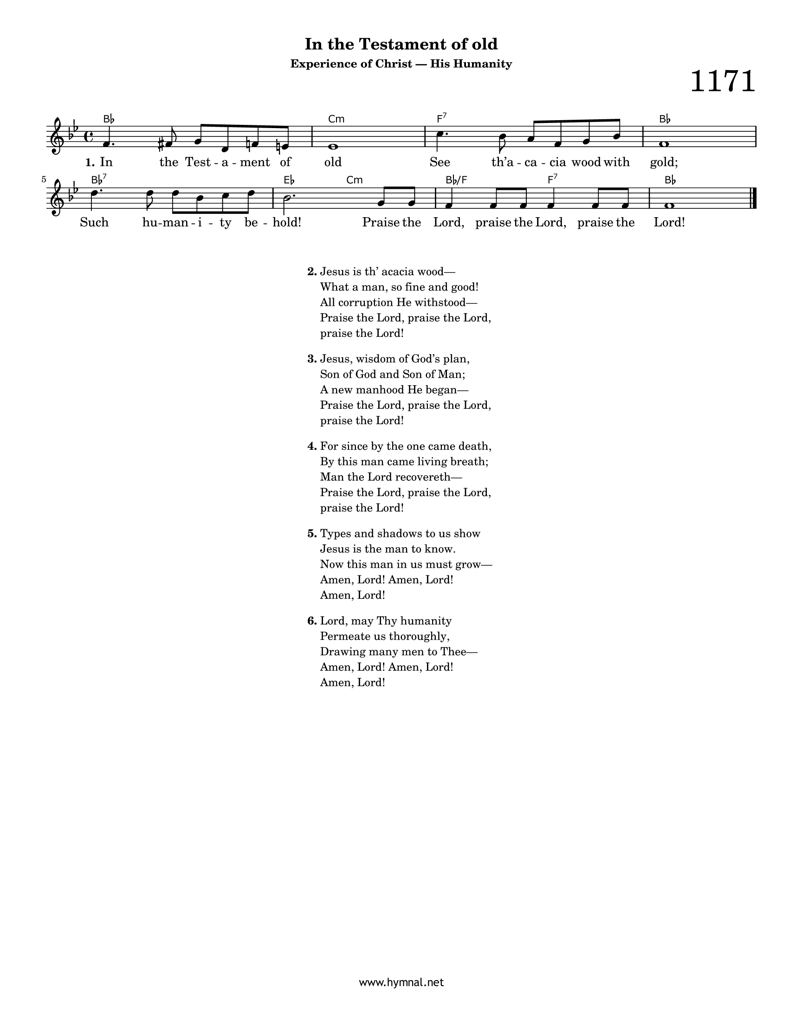 In the Testament of old
Experience of Christ — His Humanity
1171
B♭ Cm F7 B♭
1. In the Test - a - ment of old See th'a - ca - cia wood with gold;
5
B♭7 E♭ Cm B♭/F F7 B♭
Such hu-man - i - ty be - hold! Praise the Lord, praise the Lord, praise the Lord!
2. Jesus is th’ acacia wood—
What a man, so fine and good!
All corruption He withstood—
Praise the Lord, praise the Lord,
praise the Lord!
3. Jesus, wisdom of God’s plan,
Son of God and Son of Man;
A new manhood He began—
Praise the Lord, praise the Lord,
praise the Lord!
4. For since by the one came death,
By this man came living breath;
Man the Lord recovereth—
Praise the Lord, praise the Lord,
praise the Lord!
5. Types and shadows to us show
Jesus is the man to know.
Now this man in us must grow—
Amen, Lord! Amen, Lord!
Amen, Lord!
6. Lord, may Thy humanity
Permeate us thoroughly,
Drawing many men to Thee—
Amen, Lord! Amen, Lord!
Amen, Lord!
www.hymnal.net